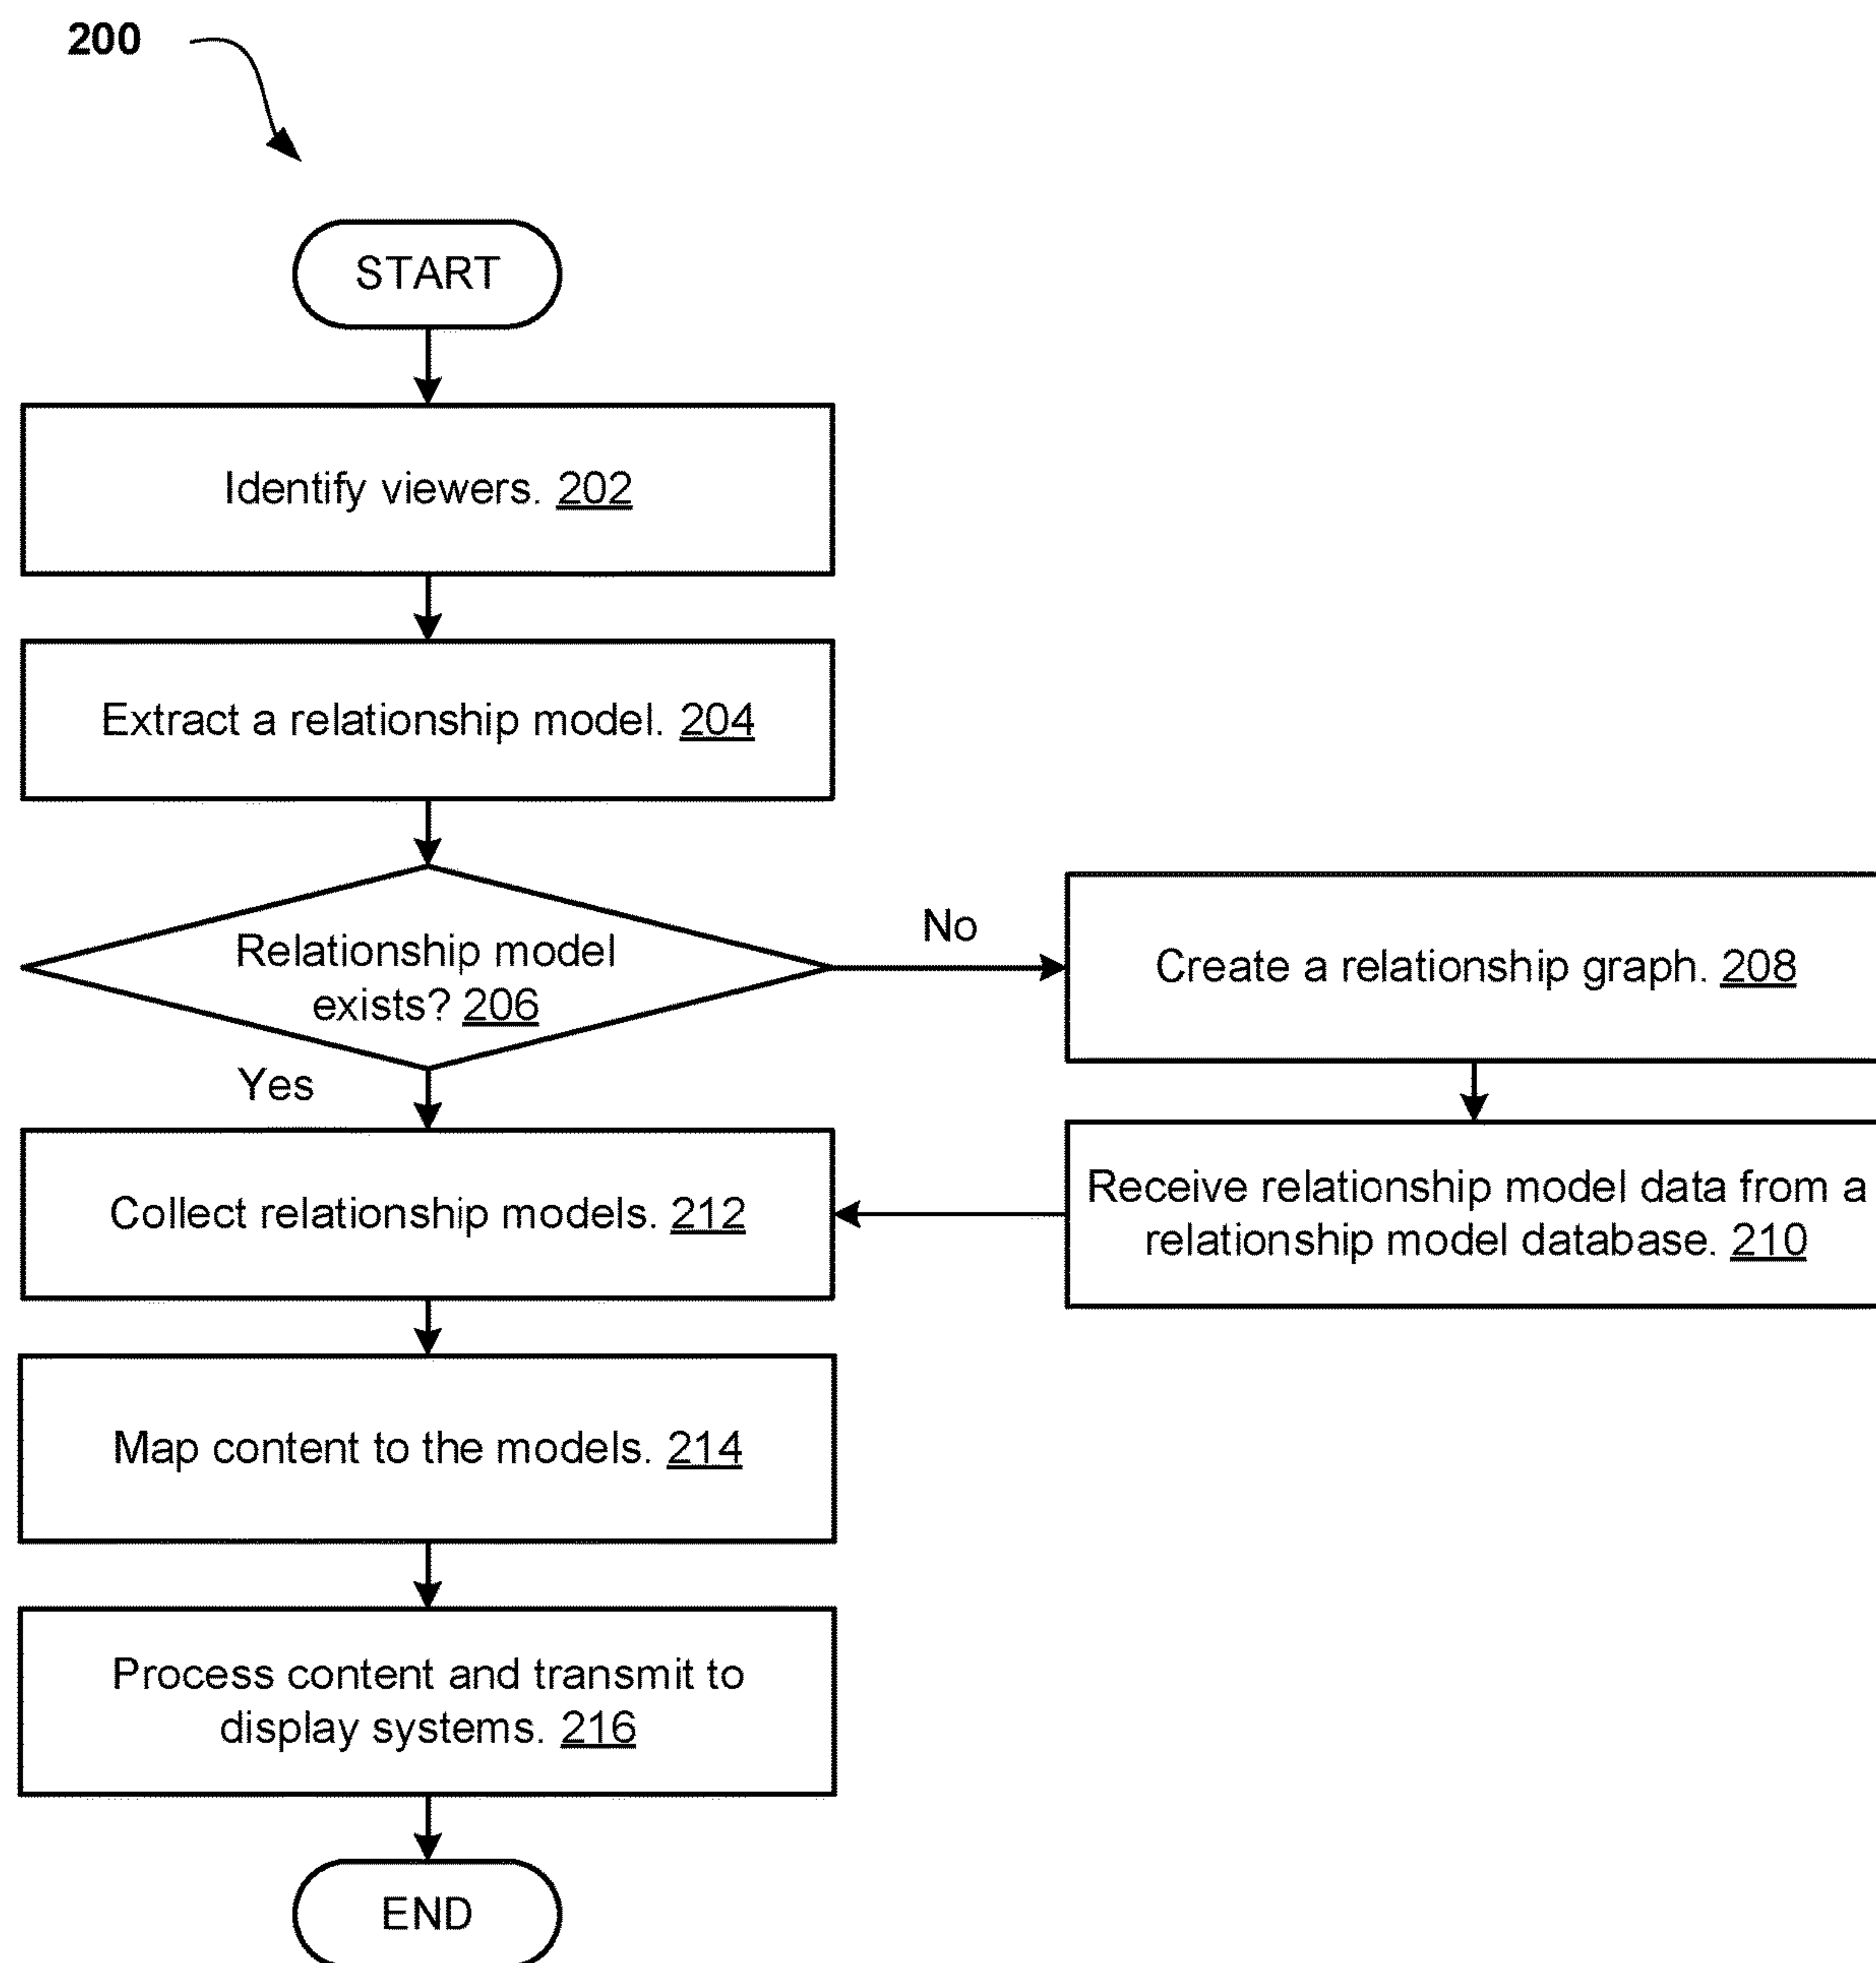 200
START
Identify viewers. 202
Extract a relationship model. 204
Relationship model
exists? 206
No
Create a relationship graph. 208
Yes
Receive relationship model data from a
relationship model database. 210
Collect relationship models. 212
Map content to the models. 214
Process content and transmit to
display systems. 216
END